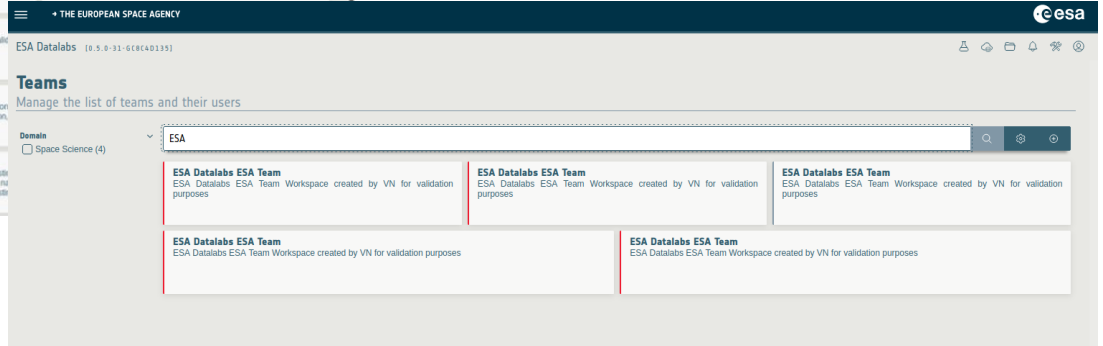 → THE EUROPEAN SPACE AGENCY
esa
ESA Datalabs [0.5.0-31-GC8C4D135]
Teams
Manage the list of teams and their users
Domain
Space Science (4)
ESA
ESA Datalabs ESA Team
ESA Datalabs ESA Team Workspace created by VN for validation
purposes
ESA Datalabs ESA Team
ESA Datalabs ESA Team Workspace created by VN for validation
purposes
ESA Datalabs ESA Team
ESA Datalabs ESA Team Workspace created by VN for validation
purposes
ESA Datalabs ESA Team
ESA Datalabs ESA Team Workspace created by VN for validation purposes
ESA Datalabs ESA Team
ESA Datalabs ESA Team Workspace created by VN for validation purposes